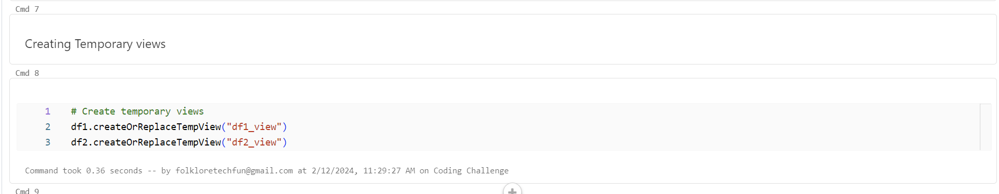 Cmd 7
Creating Temporary views
Cmd 8
1 # Create temporary views
2 df1.createOrReplaceTempView("df1_view")
3 df2.createOrReplaceTempView("df2_view")
Command took 0.36 seconds -- by folkloretechfun@gmail.com at 2/12/2024, 11:29:27 AM on Coding Challenge
Cmd 9